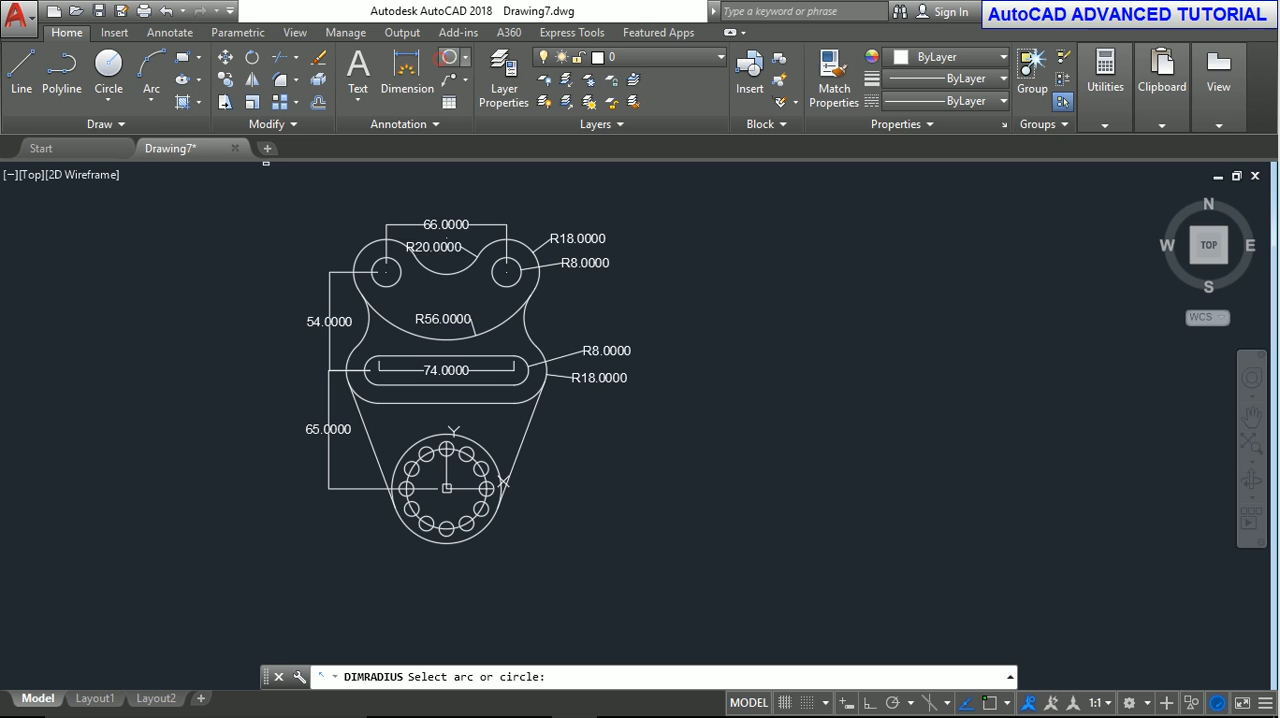 Autodesk AutoCAD 2018 Drawing7.dwg
Type a keyword or phrase
Sign In
AutoCAD ADVANCED TUTORIAL
Home Insert Annotate Parametric View Manage Output Add-ins A360 Express Tools Featured Apps
Line Polyline Circle Arc
Text Dimension
Layer Properties
0
Insert
Match Properties
ByLayer
ByLayer
ByLayer
Group
Utilities
Clipboard
View
Draw Modify Annotation Layers Block Properties Groups
Start Drawing7*
[−][Top][2D Wireframe]
N
W TOP E
S
WCS
66.0000
R20.0000
R18.0000
R8.0000
54.0000
R56.0000
R8.0000
74.0000
R18.0000
65.0000
Y
X
DIMRADIUS Select arc or circle:
Model Layout1 Layout2
MODEL
1:1